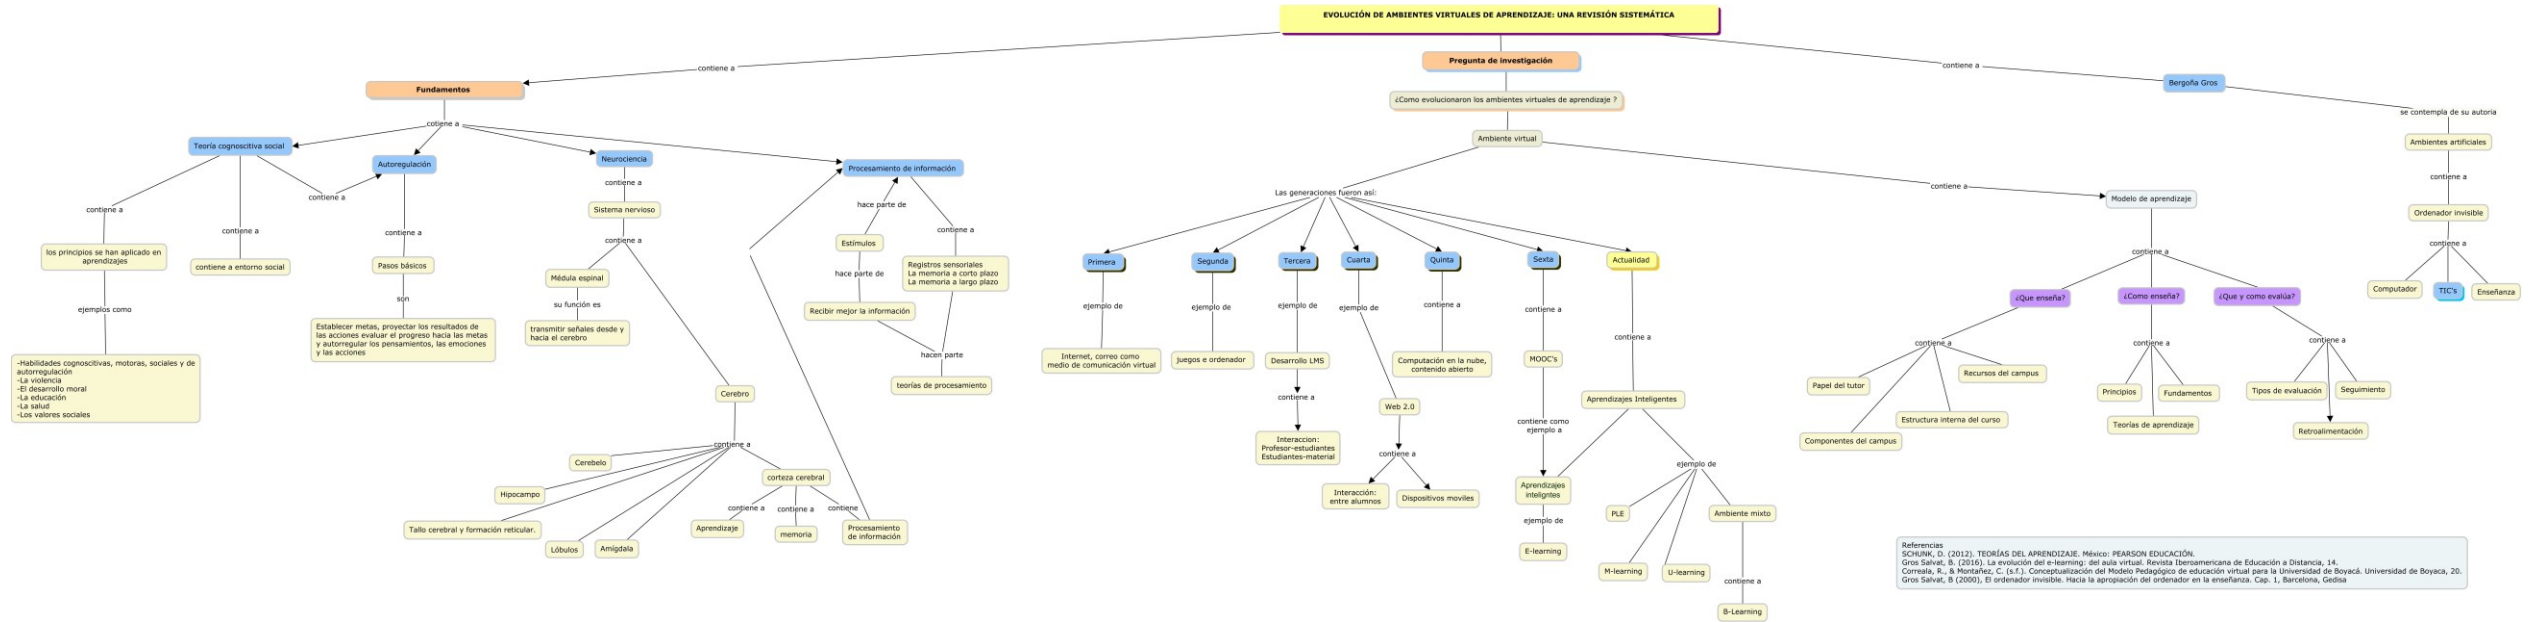 EVOLUCIÓN DE AMBIENTES VIRTUALES DE APRENDIZAJE: UNA REVISIÓN SISTEMÁTICA
contiene a
Fundamentos
cotiene a
Teoría cognoscitiva social
contiene a
los principios se han aplicado en
aprendizajes
ejemplos como
-Habilidades cognoscitivas, motoras, sociales y de
autorregulación
-La violencia
-El desarrollo moral
-La educación
-La salud
-Los valores sociales
contiene a
contiene a entorno social
contiene a
Autoregulación
contiene a
Pasos básicos
son
Establecer metas, proyectar los resultados de
las acciones evaluar el progreso hacia las metas
y autorregular los pensamientos, las emociones
y las acciones
Neurociencia
contiene a
Sistema nervioso
contiene a
Médula espinal
su función es
transmitir señales desde y
hacia el cerebro
Cerebro
contiene a
Cerebelo
Hipocampo
Tallo cerebral y formación reticular.
Lóbulos
Amígdala
corteza cerebral
contiene a
Aprendizaje
contiene a
memoria
contiene
Procesamiento
de información
Procesamiento de información
hace parte de
Estímulos
hace parte de
Recibir mejor la información
contiene a
Registros sensoriales
La memoria a corto plazo
La memoria a largo plazo
hacen parte
teorías de procesamiento
Pregunta de investigación
¿Como evolucionaron los ambientes virtuales de aprendizaje ?
Ambiente virtual
Las generaciones fueron así:
Primera
ejemplo de
Internet, correo como
medio de comunicación virtual
Segunda
ejemplo de
juegos e ordenador
Tercera
ejemplo de
Desarrollo LMS
contiene a
Interaccion:
Profesor-estudiantes
Estudiantes-material
Cuarta
ejemplo de
Web 2.0
contiene a
Interacción:
entre alumnos
Dispositivos moviles
Quinta
contiene a
Computación en la nube,
contenido abierto
Sexta
contiene a
MOOC's
contiene como
ejemplo a
Aprendizajes
inteligntes
ejemplo de
E-learning
Actualidad
contiene a
Aprendizajes Inteligentes
ejemplo de
PLE
M-learning
U-learning
Ambiente mixto
contiene a
B-Learning
contiene a
Modelo de aprendizaje
contiene a
¿Que enseña?
contiene a
Papel del tutor
Componentes del campus
Estructura interna del curso
Recursos del campus
¿Como enseña?
contiene a
Principios
Teorías de aprendizaje
Fundamentos
¿Que y como evalúa?
contiene a
Tipos de evaluación
Retroalimentación
Seguimiento
contiene a
Bergoña Gros
se contempla de su autoria
Ambientes artificiales
contiene a
Ordenador invisible
contiene a
Computador
TIC's
Enseñanza
Referencias
SCHUNK, D. (2012). TEORÍAS DEL APRENDIZAJE. México: PEARSON EDUCACIÓN.
Gros Salvat, B. (2016). La evolución del e-learning: del aula virtual. Revista Iberoamericana de Educación a Distancia, 14.
Correala, R., & Montañez, C. (s.f.). Conceptualización del Modelo Pedagógico de educación virtual para la Universidad de Boyacá. Universidad de Boyaca, 20.
Gros Salvat, B (2000), El ordenador invisible. Hacia la apropiación del ordenador en la enseñanza. Cap. 1, Barcelona, Gedisa